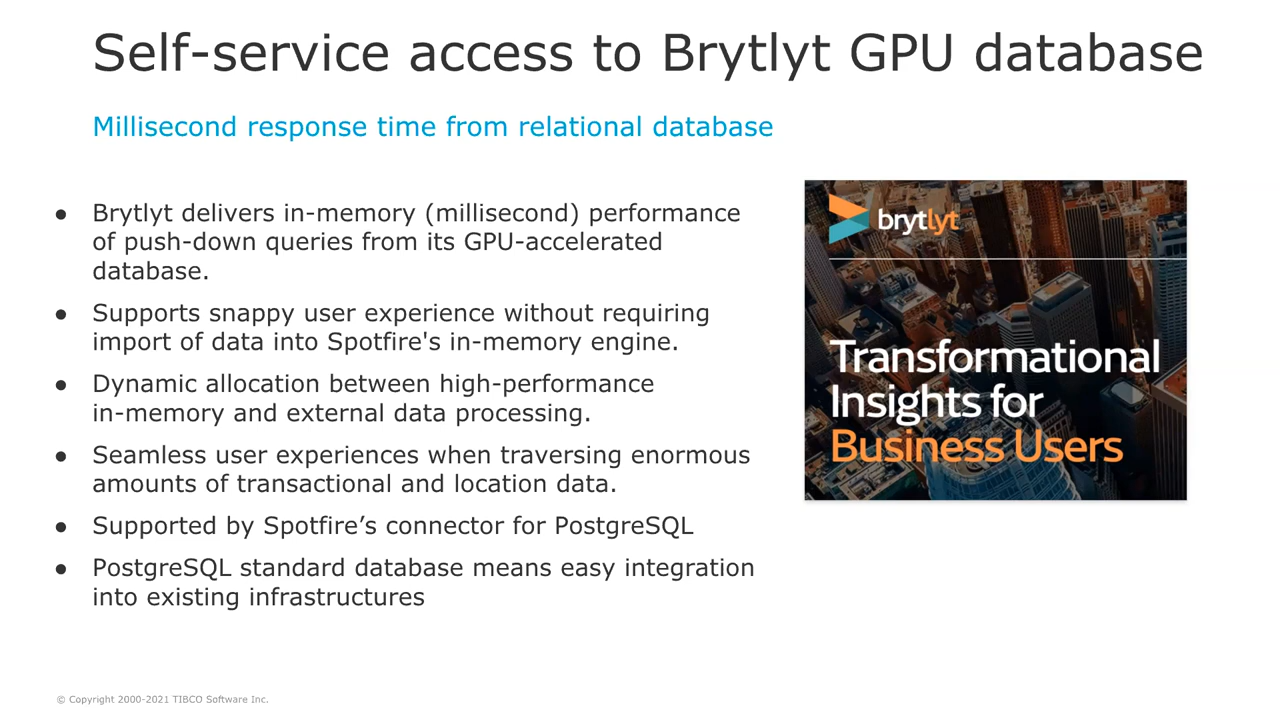 Self-service access to Brytlyt GPU database
Millisecond response time from relational database
● Brytlyt delivers in-memory (millisecond) performance
of push-down queries from its GPU-accelerated
database.
● Supports snappy user experience without requiring
import of data into Spotfire's in-memory engine.
● Dynamic allocation between high-performance
in-memory and external data processing.
● Seamless user experiences when traversing enormous
amounts of transactional and location data.
● Supported by Spotfire’s connector for PostgreSQL
● PostgreSQL standard database means easy integration
into existing infrastructures
brytlyt
Transformational
Insights for
Business Users
© Copyright 2000-2021 TIBCO Software Inc.